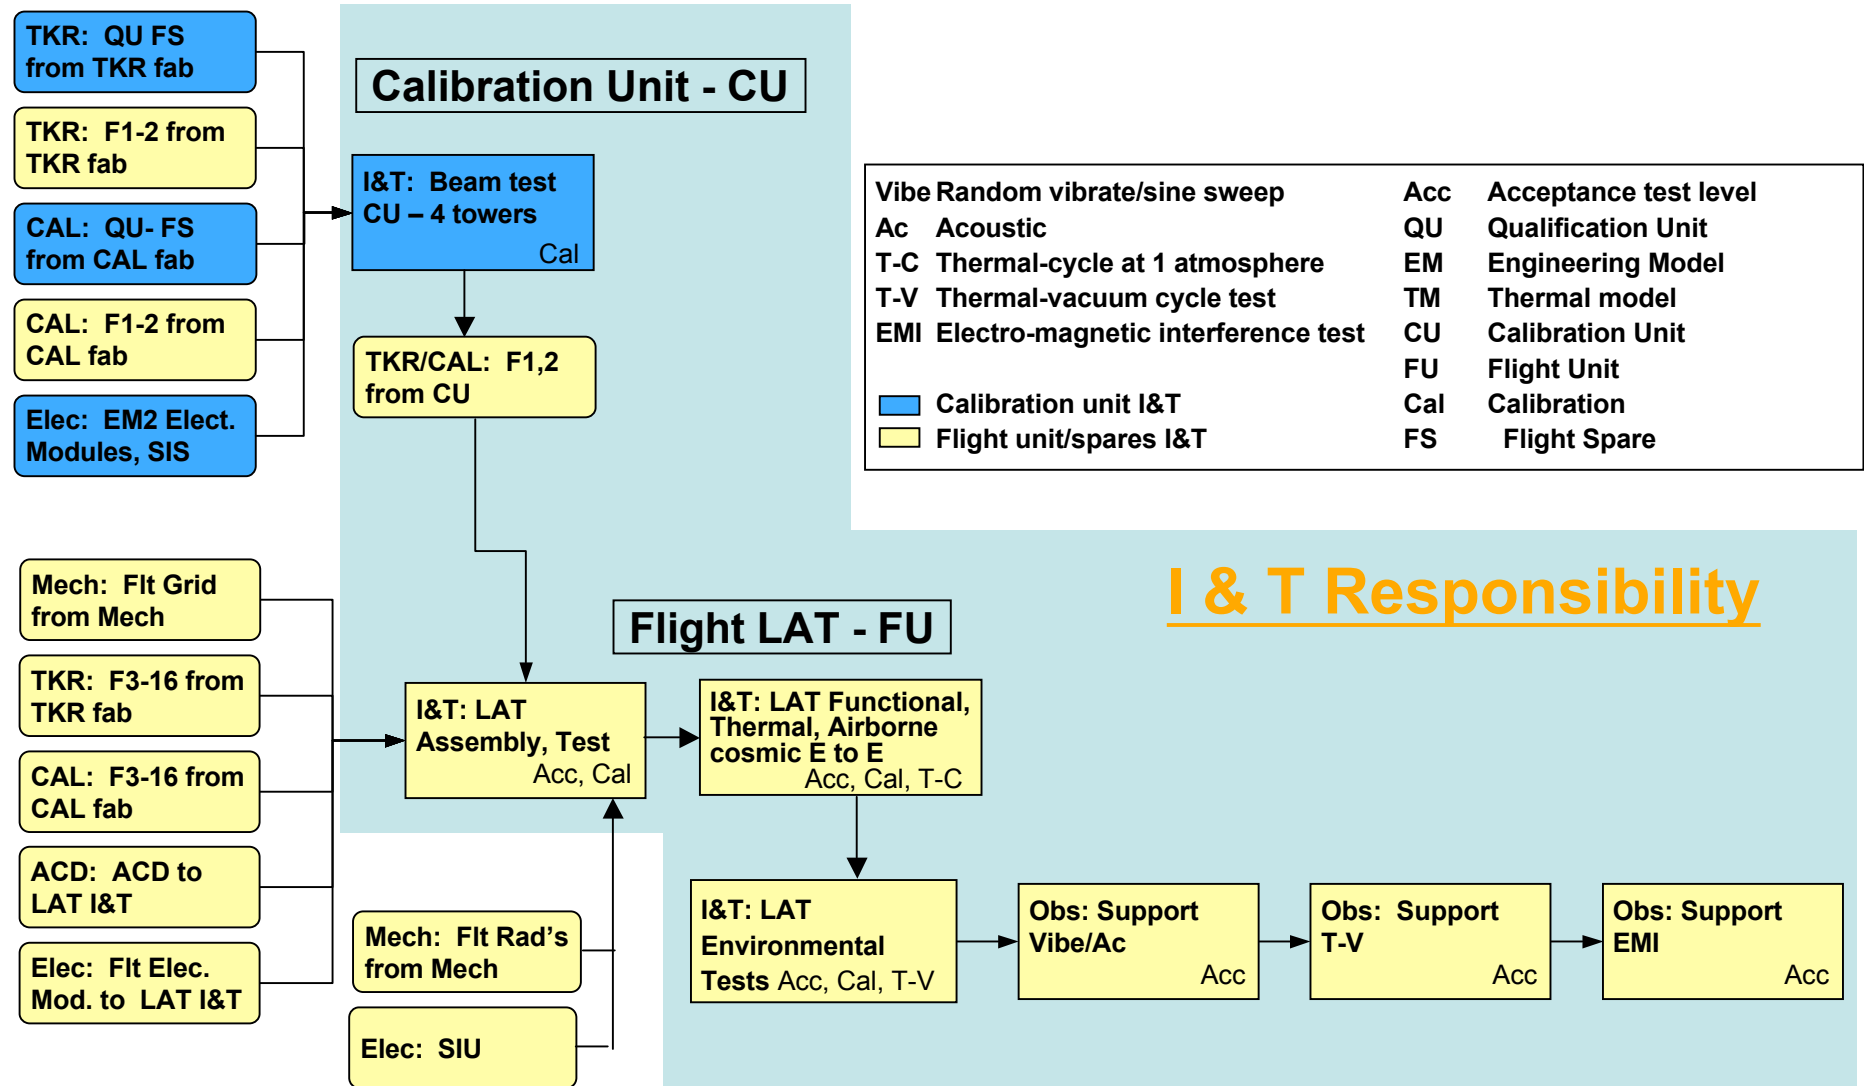 TKR: QU FS
from TKR fab
TKR: F1-2 from
TKR fab
CAL: QU- FS
from CAL fab
CAL: F1-2 from
CAL fab
Elec: EM2 Elect.
Modules, SIS
Calibration Unit - CU
I&T: Beam test
CU – 4 towers
Cal
TKR/CAL: F1,2
from CU
Vibe Random vibrate/sine sweep Acc Acceptance test level
Ac Acoustic QU Qualification Unit
T-C Thermal-cycle at 1 atmosphere EM Engineering Model
T-V Thermal-vacuum cycle test TM Thermal model
EMI Electro-magnetic interference test CU Calibration Unit
FU Flight Unit
Calibration unit I&T Cal Calibration
Flight unit/spares I&T FS Flight Spare
I & T Responsibility
Flight LAT - FU
Mech: Flt Grid
from Mech
TKR: F3-16 from
TKR fab
CAL: F3-16 from
CAL fab
ACD: ACD to
LAT I&T
Elec: Flt Elec.
Mod. to LAT I&T
I&T: LAT
Assembly, Test
Acc, Cal
I&T: LAT Functional,
Thermal, Airborne
cosmic E to E
Acc, Cal, T-C
Mech: Flt Rad's
from Mech
Elec: SIU
I&T: LAT
Environmental
Tests Acc, Cal, T-V
Obs: Support
Vibe/Ac
Acc
Obs: Support
T-V
Acc
Obs: Support
EMI
Acc